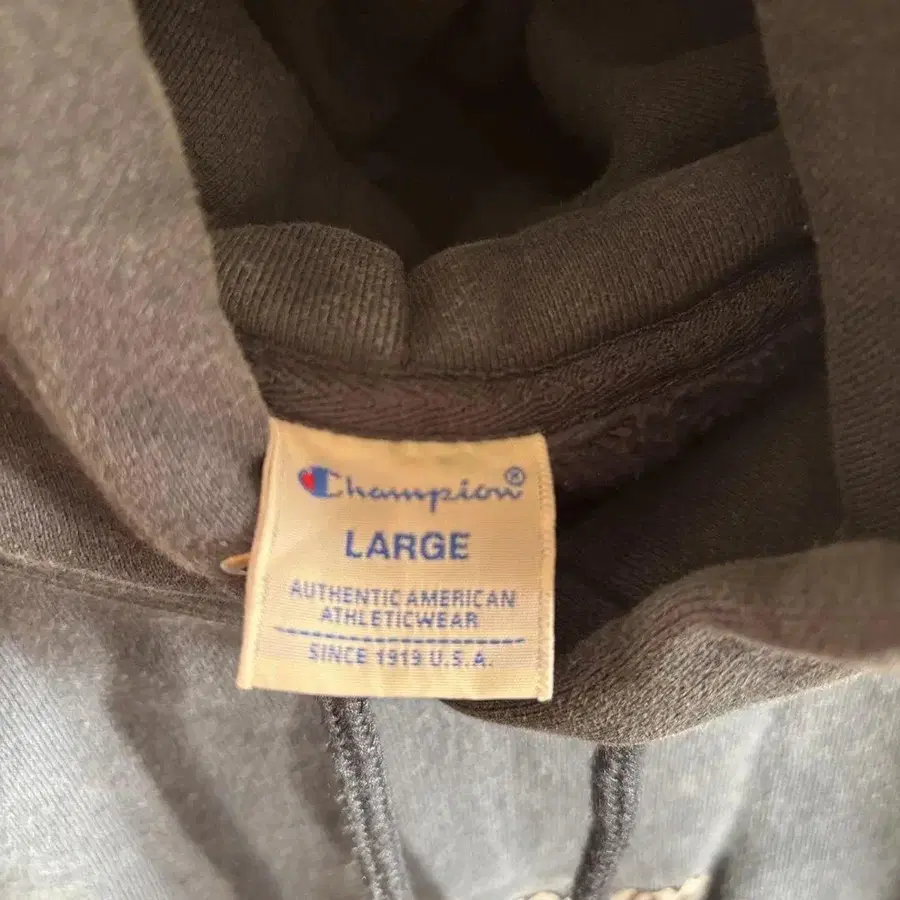 Champion®
LARGE
AUTHENTIC AMERICAN
ATHLETICWEAR
SINCE 1919 U.S.A.